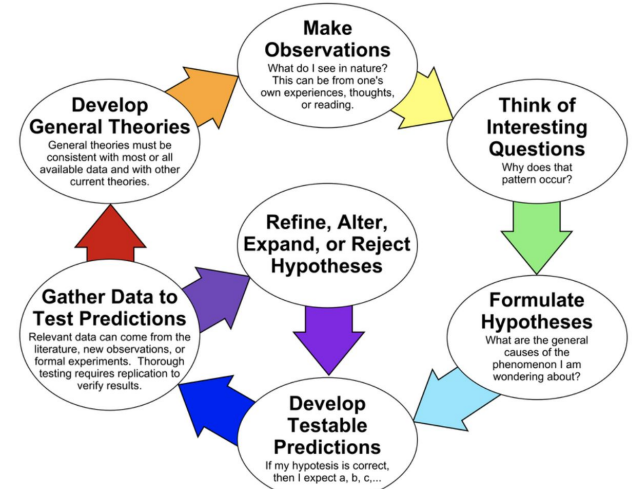 Make
Observations
What do I see in nature?
This can be from one's
own experiences, thoughts,
or reading.
Think of
Interesting
Questions
Why does that
pattern occur?
Formulate
Hypotheses
What are the general
causes of the
phenomenon I am
wondering about?
Develop
Testable
Predictions
If my hypotesis is correct,
then I expect a, b, c,...
Gather Data to
Test Predictions
Relevant data can come from the
literature, new observations, or
formal experiments. Thorough
testing requires replication to
verify results.
Refine, Alter,
Expand, or Reject
Hypotheses
Develop
General Theories
General theories must be
consistent with most or all
available data and with other
current theories.